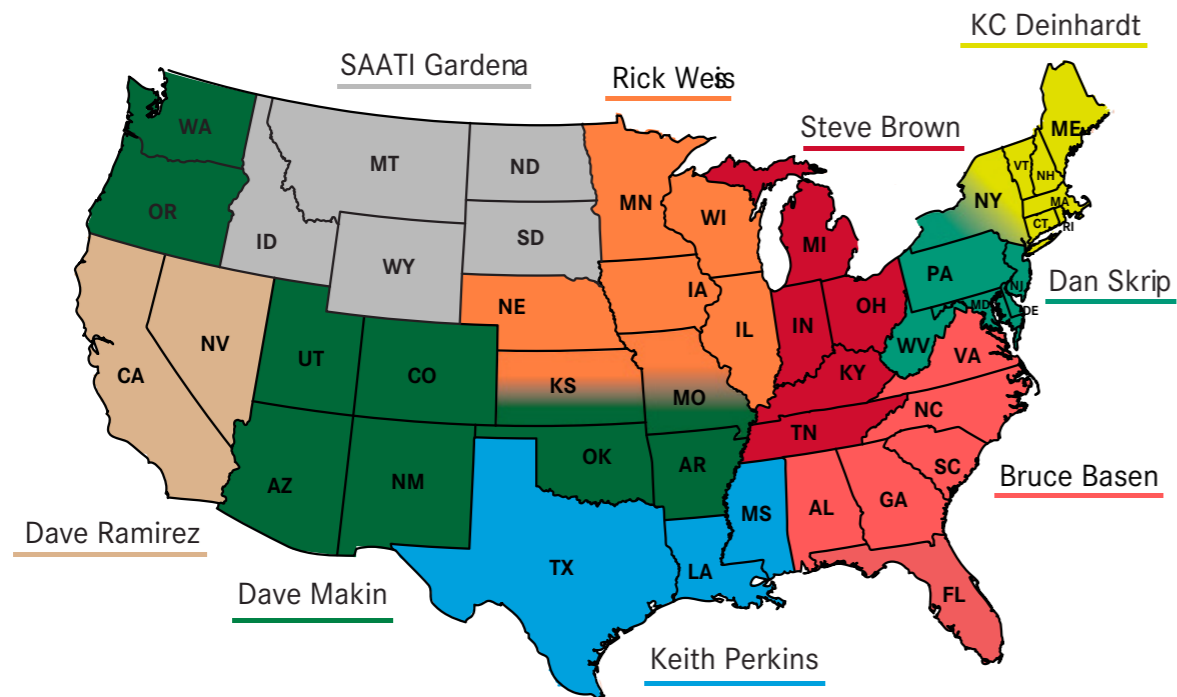 KC Deinhardt
SAATI Gardena
Rick Weiss
Steve Brown
WA
MT
ND
ME
VT
NH
OR
MN
NY
MA
ID
SD
WI
CT
RI
WY
MI
PA
Dan Skrip
NE
IA
OH
NJ
MD
DE
NV
IL
IN
WV
UT
CA
CO
KS
KY
VA
MO
NC
TN
OK
AR
SC
AZ
NM
MS
AL
GA
Bruce Basen
Dave Ramirez
TX
LA
FL
Dave Makin
Keith Perkins